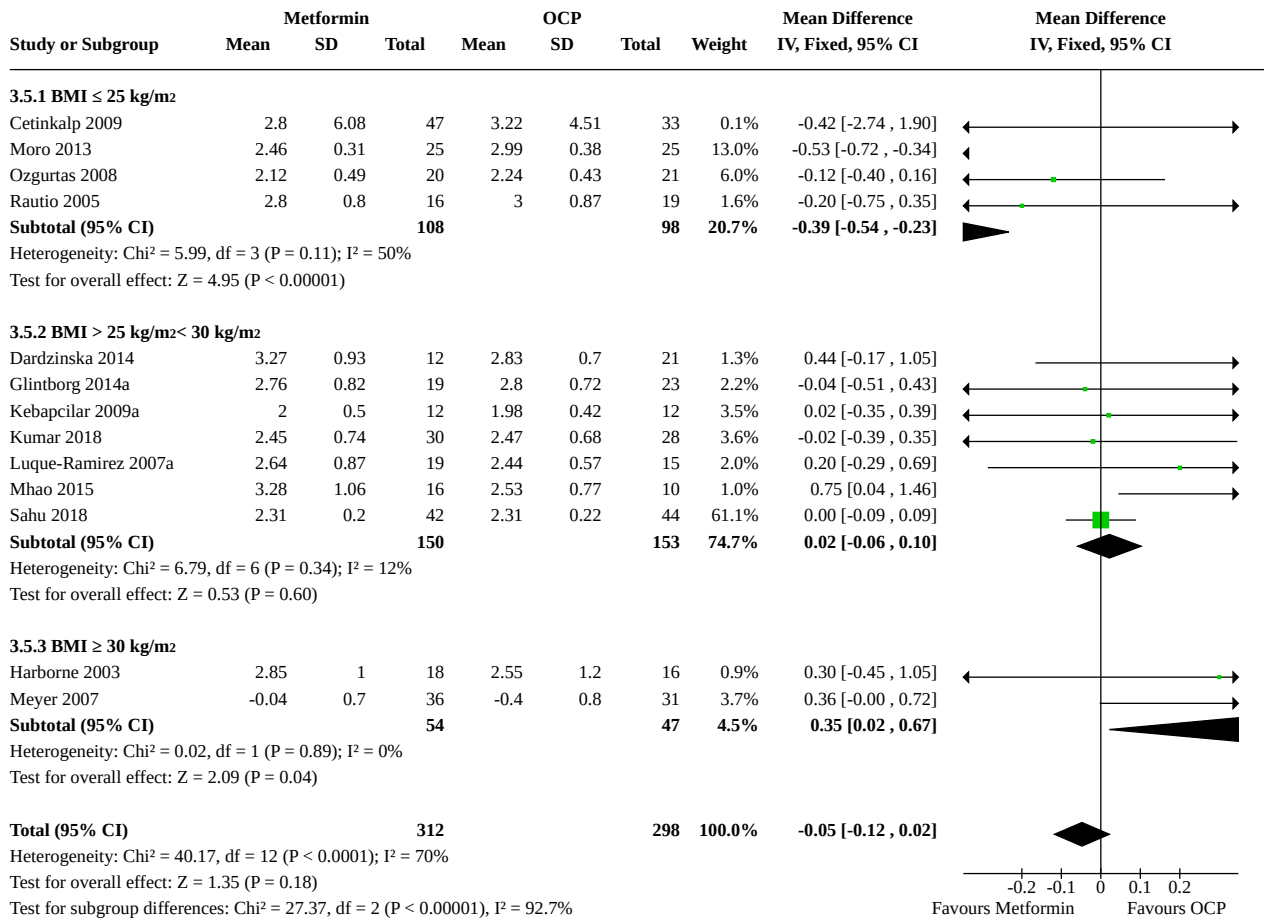 Metformin OCP Mean Difference Mean Difference
Study or Subgroup Mean SD Total Mean SD Total Weight IV, Fixed, 95% CI IV, Fixed, 95% CI
3.5.1 BMI ≤ 25 kg/m2
Cetinkalp 2009 2.8 6.08 47 3.22 4.51 33 0.1% -0.42 [-2.74 , 1.90]
Moro 2013 2.46 0.31 25 2.99 0.38 25 13.0% -0.53 [-0.72 , -0.34]
Ozgurtas 2008 2.12 0.49 20 2.24 0.43 21 6.0% -0.12 [-0.40 , 0.16]
Rautio 2005 2.8 0.8 16 3 0.87 19 1.6% -0.20 [-0.75 , 0.35]
Subtotal (95% CI) 108 98 20.7% -0.39 [-0.54 , -0.23]
Heterogeneity: Chi² = 5.99, df = 3 (P = 0.11); I² = 50%
Test for overall effect: Z = 4.95 (P < 0.00001)
3.5.2 BMI > 25 kg/m2< 30 kg/m2
Dardzinska 2014 3.27 0.93 12 2.83 0.7 21 1.3% 0.44 [-0.17 , 1.05]
Glintborg 2014a 2.76 0.82 19 2.8 0.72 23 2.2% -0.04 [-0.51 , 0.43]
Kebapcilar 2009a 2 0.5 12 1.98 0.42 12 3.5% 0.02 [-0.35 , 0.39]
Kumar 2018 2.45 0.74 30 2.47 0.68 28 3.6% -0.02 [-0.39 , 0.35]
Luque-Ramirez 2007a 2.64 0.87 19 2.44 0.57 15 2.0% 0.20 [-0.29 , 0.69]
Mhao 2015 3.28 1.06 16 2.53 0.77 10 1.0% 0.75 [0.04 , 1.46]
Sahu 2018 2.31 0.2 42 2.31 0.22 44 61.1% 0.00 [-0.09 , 0.09]
Subtotal (95% CI) 150 153 74.7% 0.02 [-0.06 , 0.10]
Heterogeneity: Chi² = 6.79, df = 6 (P = 0.34); I² = 12%
Test for overall effect: Z = 0.53 (P = 0.60)
3.5.3 BMI ≥ 30 kg/m2
Harborne 2003 2.85 1 18 2.55 1.2 16 0.9% 0.30 [-0.45 , 1.05]
Meyer 2007 -0.04 0.7 36 -0.4 0.8 31 3.7% 0.36 [-0.00 , 0.72]
Subtotal (95% CI) 54 47 4.5% 0.35 [0.02 , 0.67]
Heterogeneity: Chi² = 0.02, df = 1 (P = 0.89); I² = 0%
Test for overall effect: Z = 2.09 (P = 0.04)
Total (95% CI) 312 298 100.0% -0.05 [-0.12 , 0.02]
Heterogeneity: Chi² = 40.17, df = 12 (P < 0.0001); I² = 70%
Test for overall effect: Z = 1.35 (P = 0.18) -0.2 -0.1 0 0.1 0.2
Test for subgroup differences: Chi² = 27.37, df = 2 (P < 0.00001), I² = 92.7% Favours Metformin Favours OCP